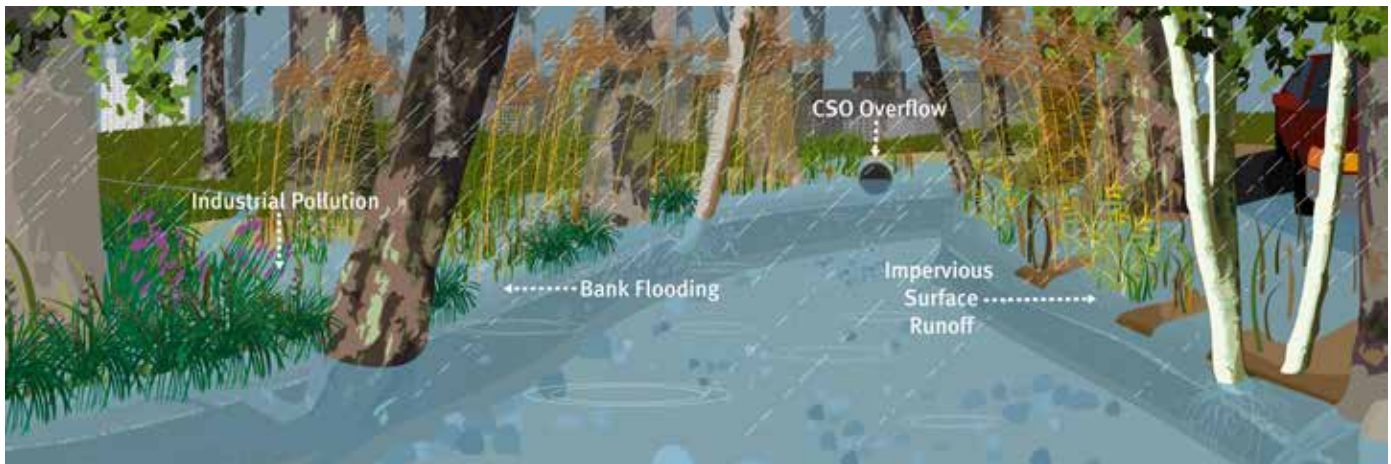 CSO Overflow
Industrial Pollution
Bank Flooding
Impervious
Surface
Runoff